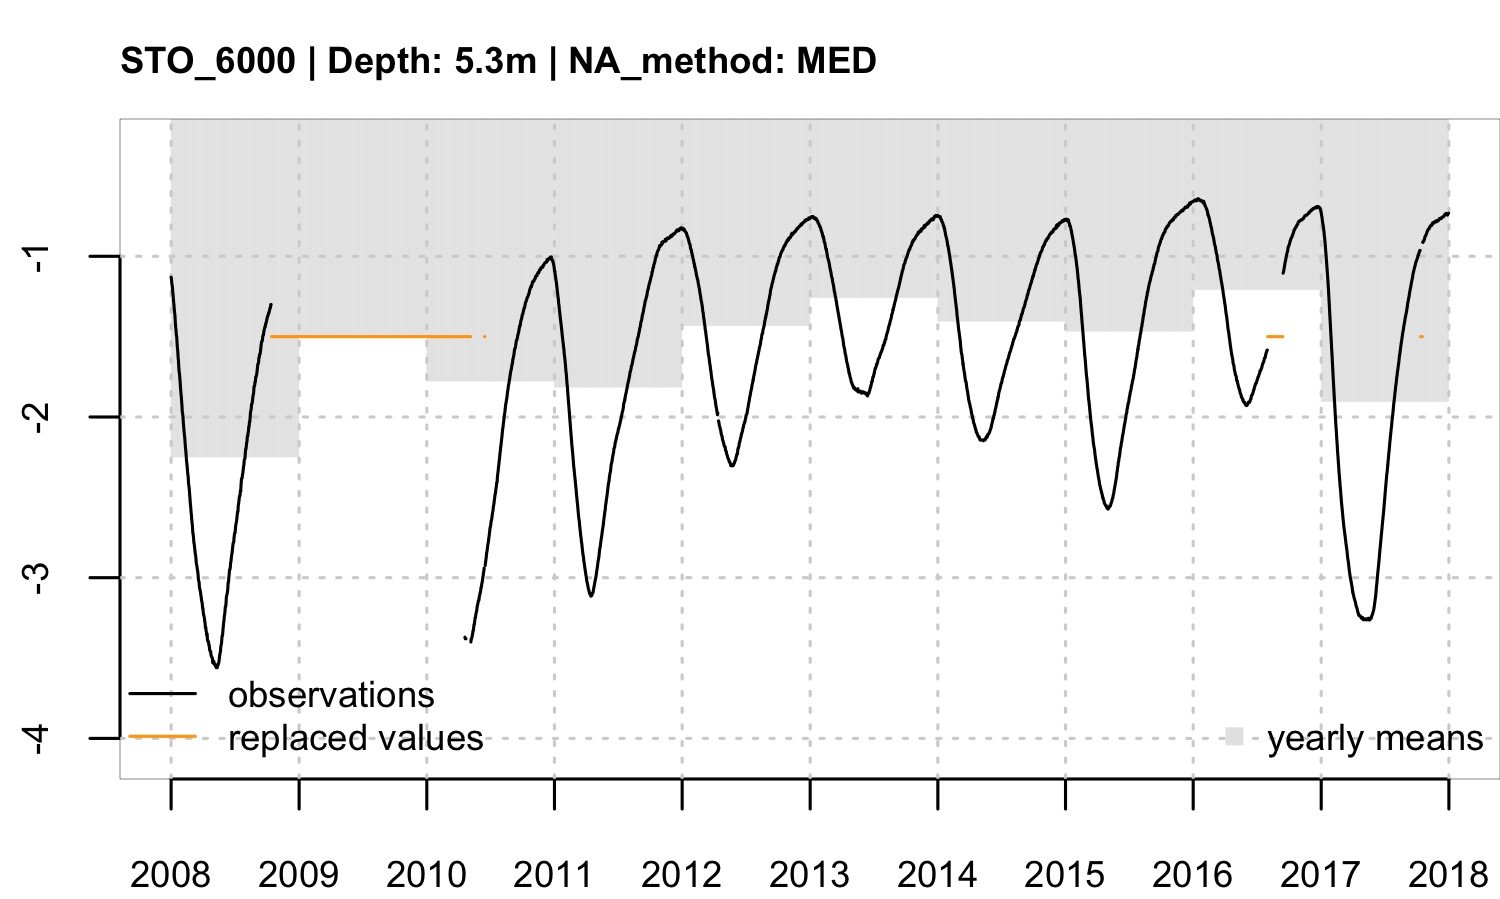 STO_6000 | Depth: 5.3m | NA_method: MED
-1
-2
-3
-4
observations
replaced values
yearly means
2008 2009 2010 2011 2012 2013 2014 2015 2016 2017 2018